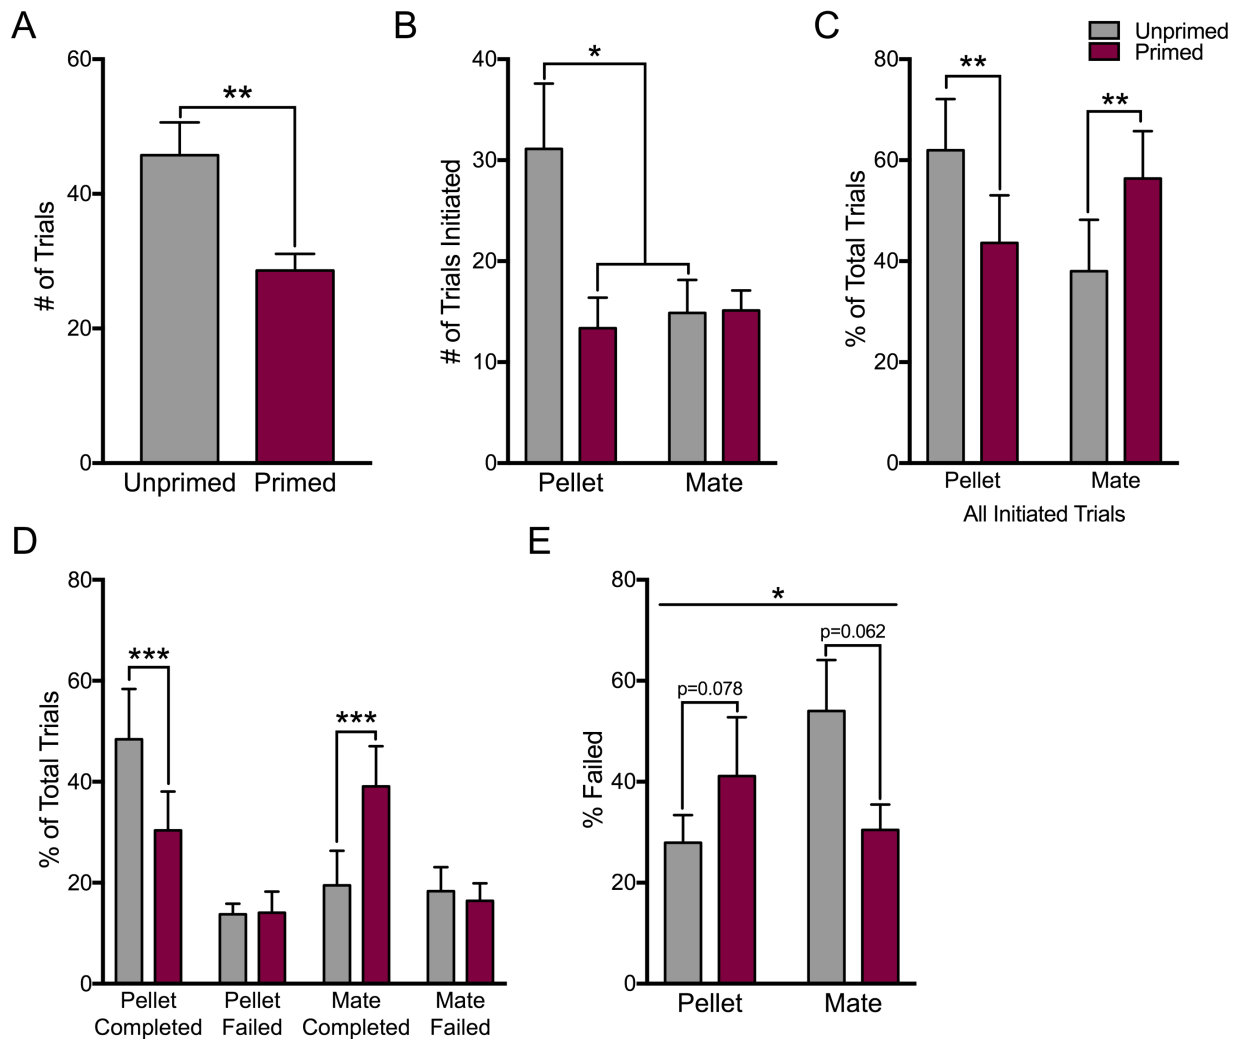 A
60
40
20
0
# of Trials
**
Unprimed Primed
B
40
30
20
10
0
# of Trials Initiated
*
Pellet Mate
C
Unprimed
Primed
80
60
40
20
0
% of Total Trials
**
**
Pellet Mate
All Initiated Trials
D
80
60
40
20
0
% of Total Trials
***
***
Pellet Pellet Mate Mate
Completed Failed Completed Failed
E
80
60
40
20
0
% Failed
*
p=0.078
p=0.062
Pellet Mate